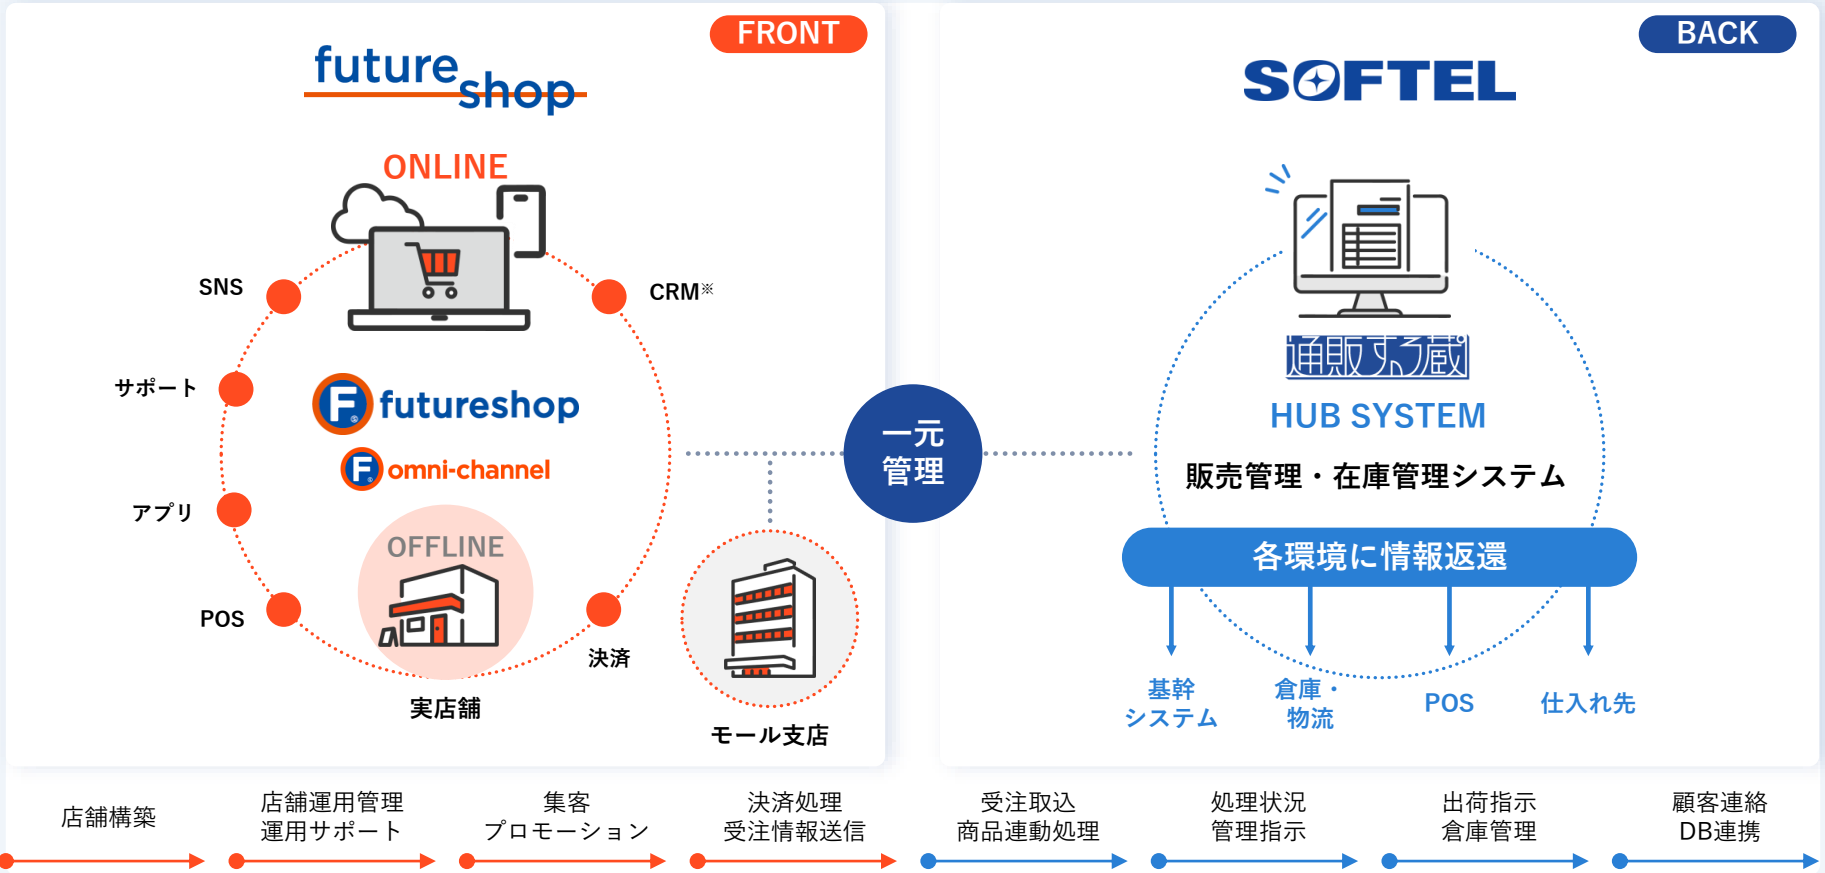 FRONT
future
shop
ONLINE
SNS
CRM※
サポート
F futureshop
F omni-channel
アプリ
OFFLINE
POS
決済
実店舗
モール支店
一元
管理
BACK
SOFTEL
通販する蔵
HUB SYSTEM
販売管理・在庫管理システム
各環境に情報返還
基幹
システム
倉庫・
物流
POS
仕入れ先
店舗構築
店舗運用管理
運用サポート
集客
プロモーション
決済処理
受注情報送信
受注取込
商品連動処理
処理状況
管理指示
出荷指示
倉庫管理
顧客連絡
DB連携